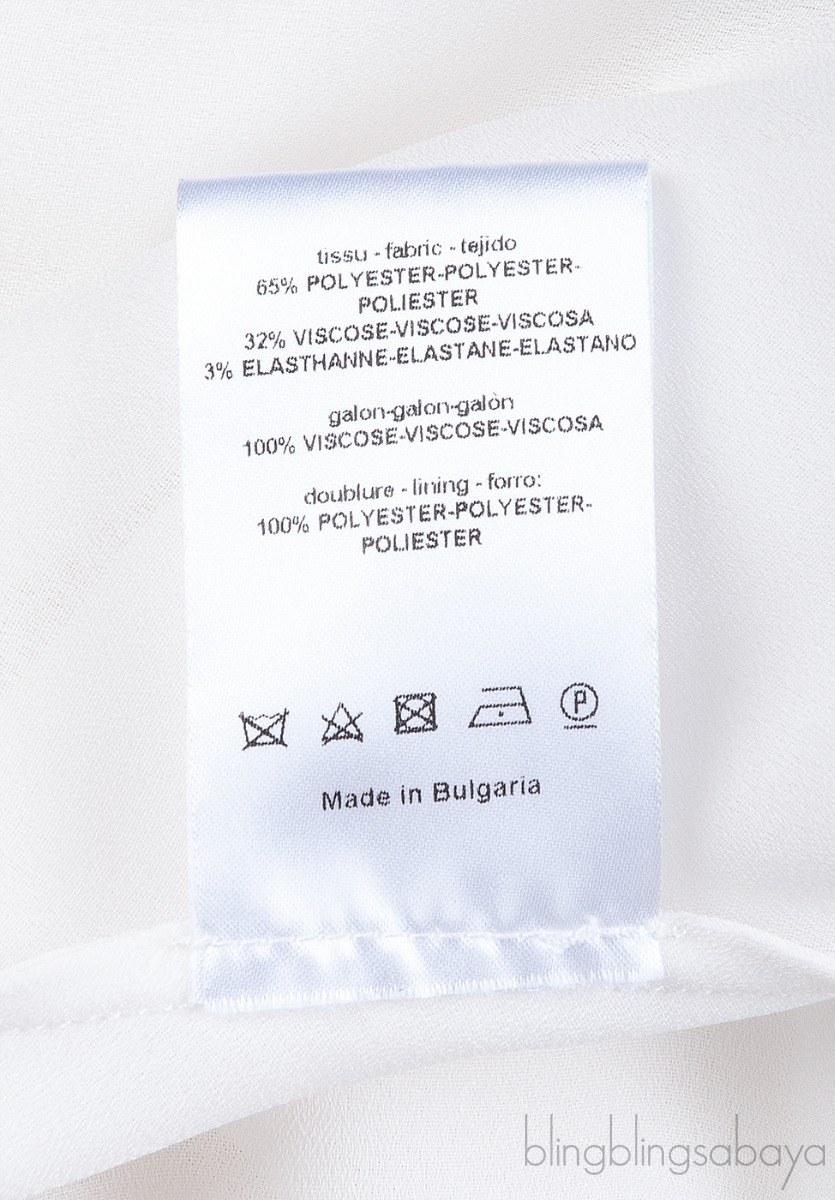 tissu - fabric - tejido
65% POLYESTER-POLYESTER-
POLIESTER
32% VISCOSE-VISCOSE-VISCOSA
3% ELASTHANNE-ELASTANE-ELASTANO
galon-galon-galòn
100% VISCOSE-VISCOSE-VISCOSA
doublure - lining - forro:
100% POLYESTER-POLYESTER-
POLIESTER
P
Made in Bulgaria
blingblingsabaya